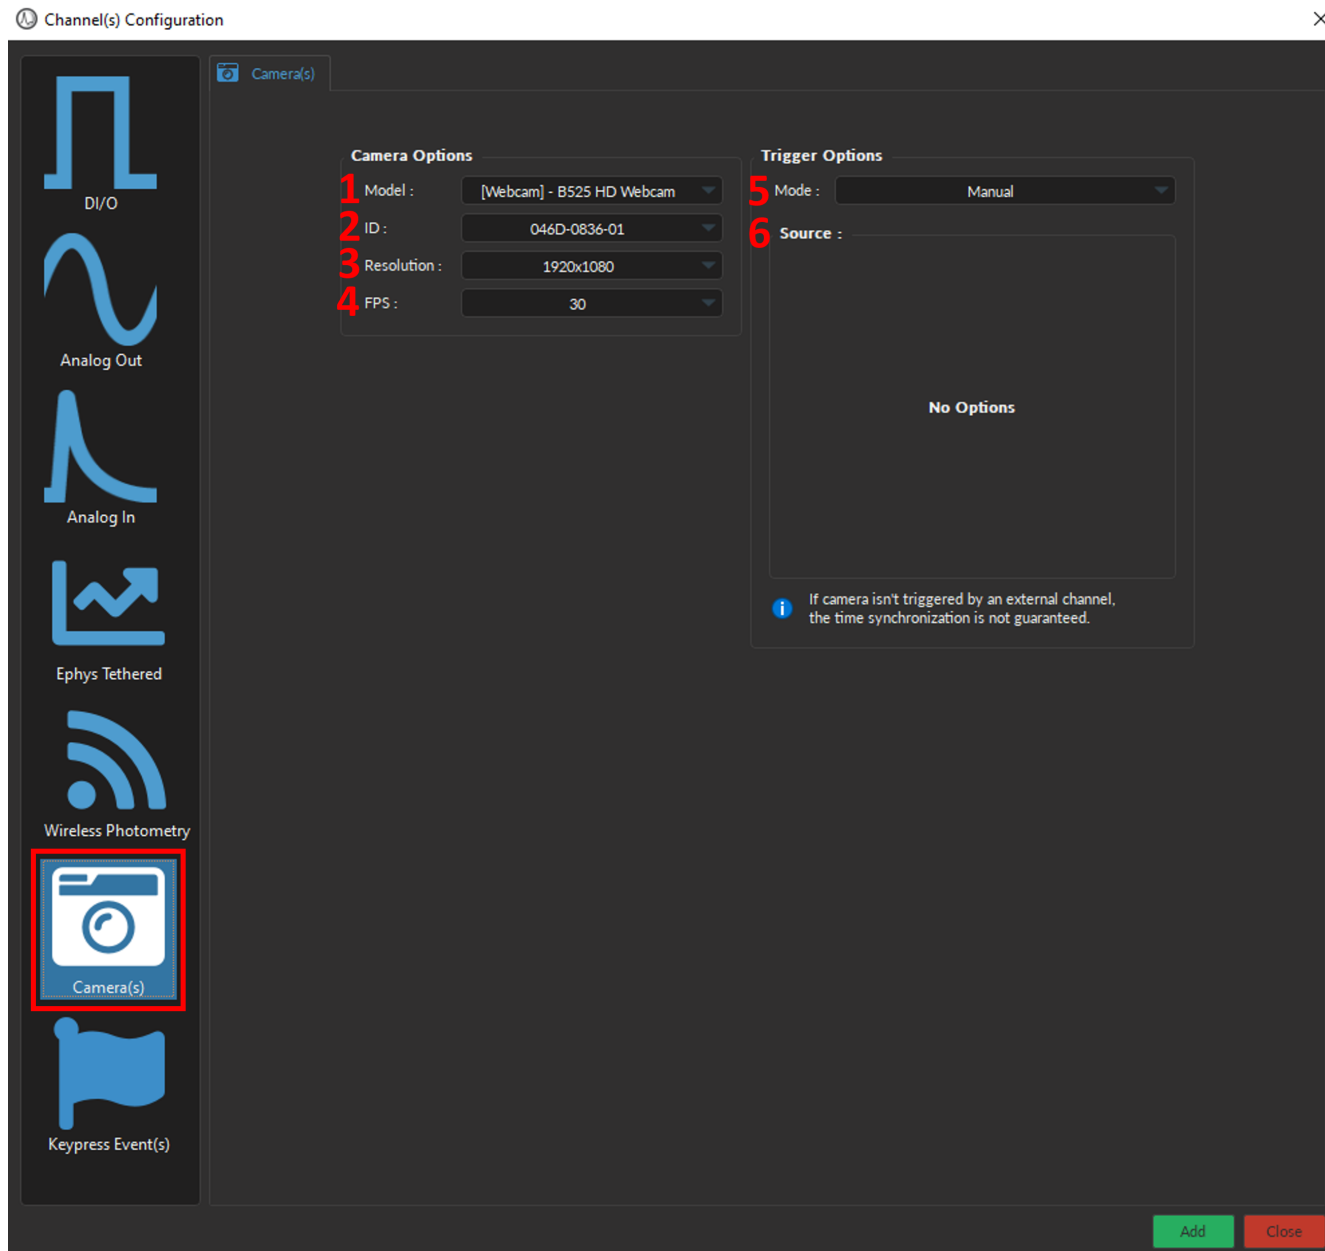 Channel(s) Configuration
DI/O
Analog Out
Analog In
Ephys Tethered
Wireless Photometry
Camera(s)
Keypress Event(s)
Camera(s)
Camera Options
1 Model : [Webcam] - B525 HD Webcam
2 ID : 046D-0836-01
3 Resolution : 1920x1080
4 FPS : 30
Trigger Options
5 Mode : Manual
6 Source :
No Options
If camera isn't triggered by an external channel,
the time synchronization is not guaranteed.
Add Close